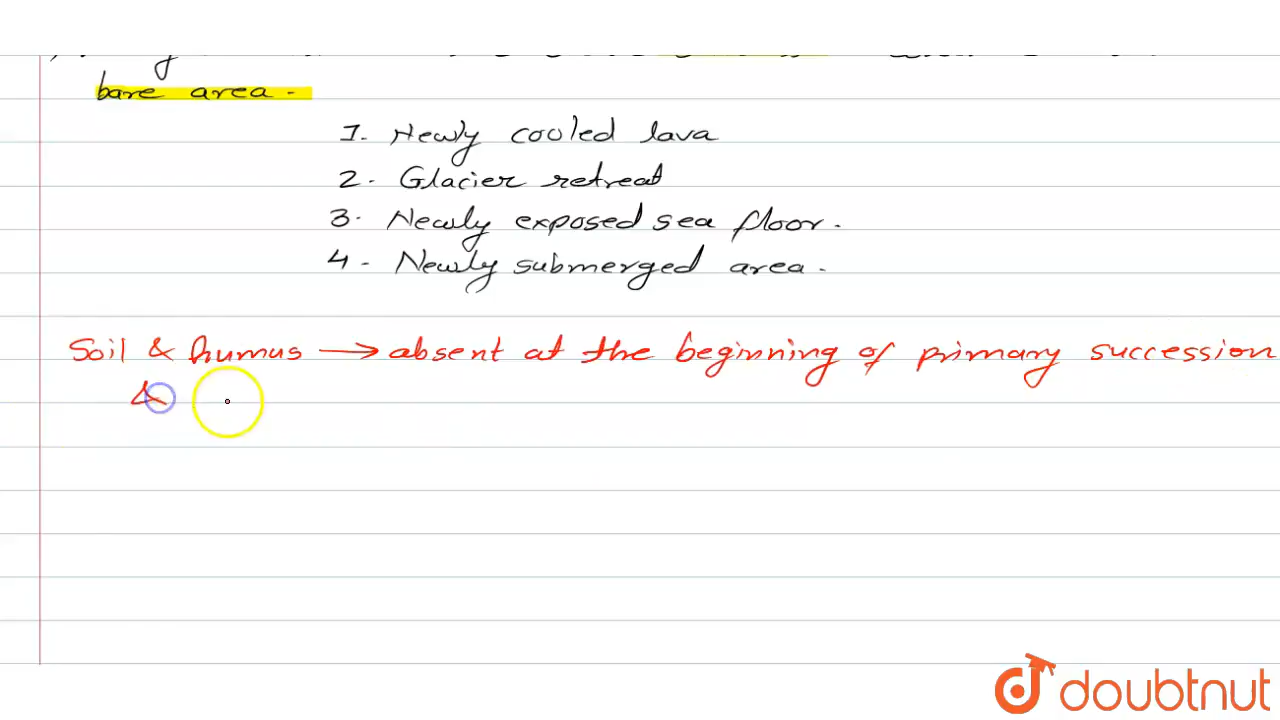 bare area.
1. Newly cooled lava
2. Glacier retreat
3. Newly exposed sea floor.
4. Newly submerged area.
Soil & humus → absent at the beginning of primary succession
&
doubtnut